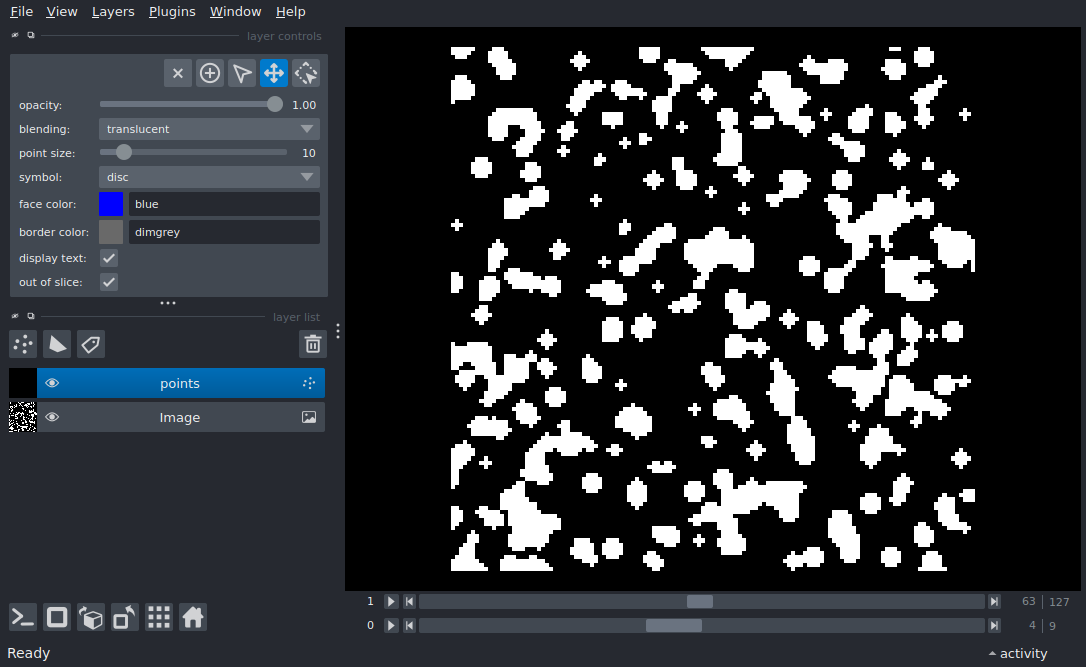 File View Layers Plugins Window Help
layer controls
opacity: 1.00
blending: translucent
point size: 10
symbol: disc
face color: blue
border color: dimgrey
display text:
out of slice:
layer list
points
Image
1 63 | 127
0 4 | 9
Ready activity